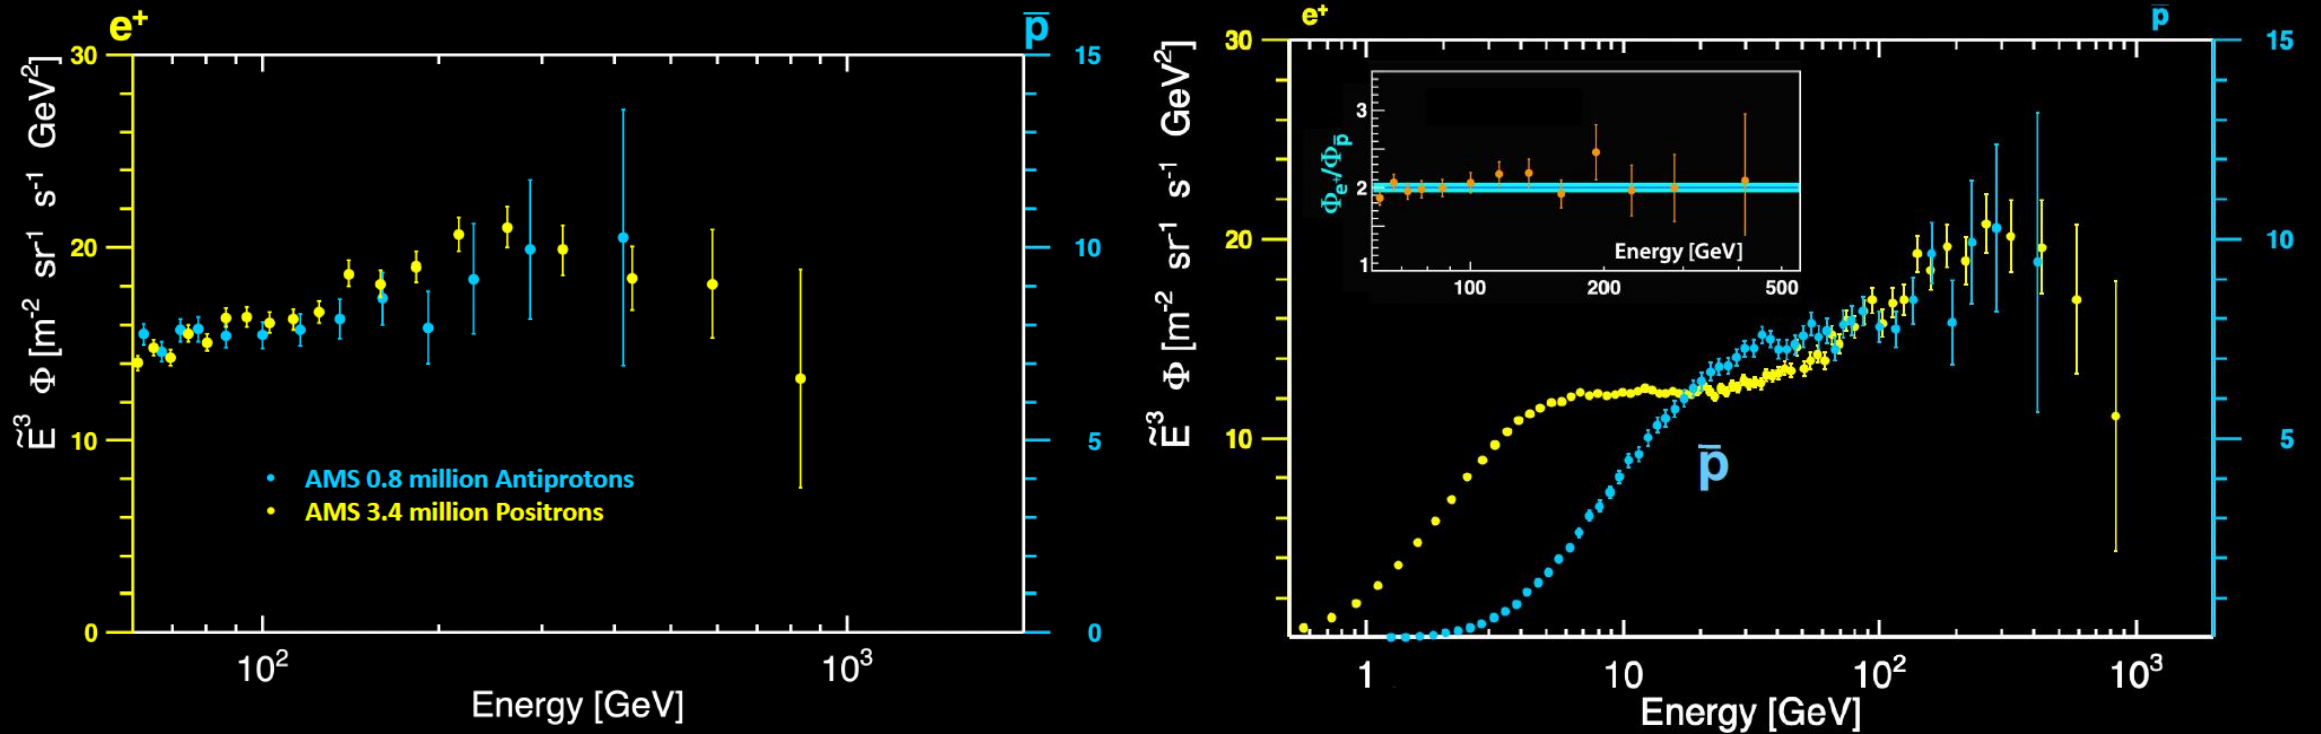 e⁺
p̅
30
20
10
0
15
10
5
0
Ẽ³ Φ [m⁻² sr⁻¹ s⁻¹ GeV²]
AMS 0.8 million Antiprotons
AMS 3.4 million Positrons
10²
10³
Energy [GeV]
e⁺
p̅
30
20
10
15
10
5
Ẽ³ Φ [m⁻² sr⁻¹ s⁻¹ GeV²]
3
2
1
Φe⁺/Φp̅
Energy [GeV]
100
200
500
p̅
1
10
10²
10³
Energy [GeV]